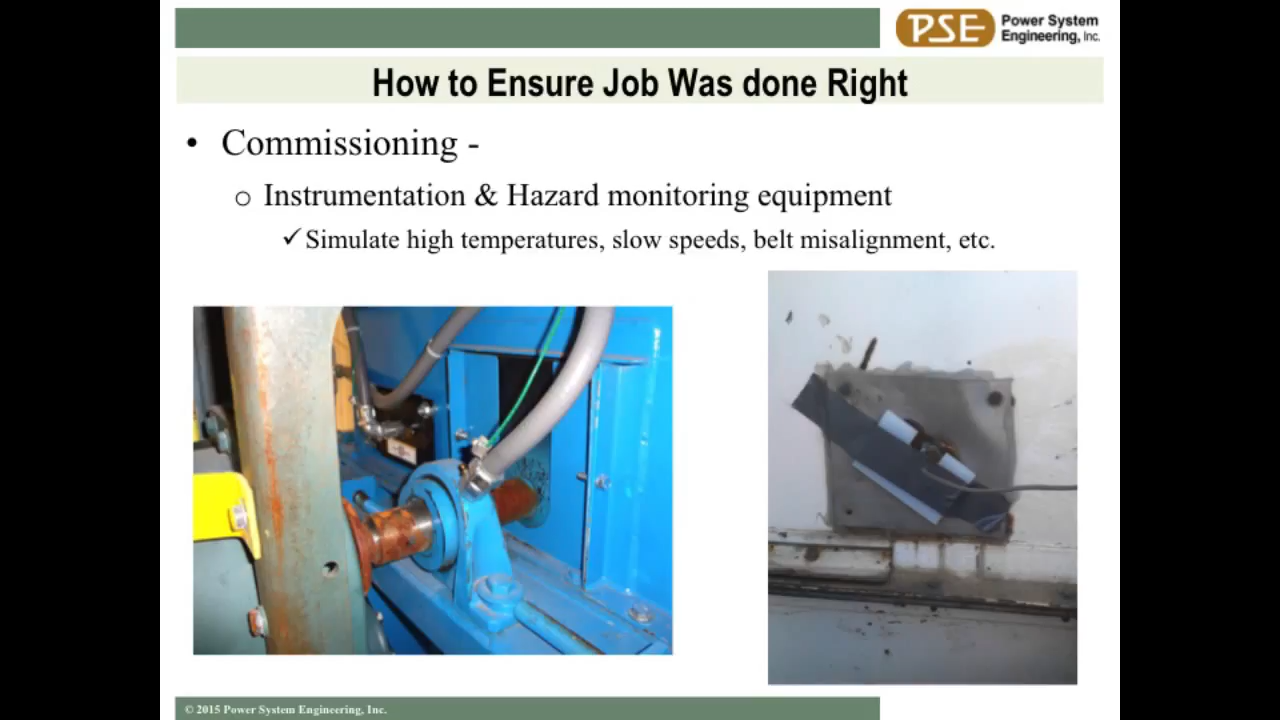 PSE Power System
Engineering, Inc.
How to Ensure Job Was done Right
• Commissioning -
o Instrumentation & Hazard monitoring equipment
✓Simulate high temperatures, slow speeds, belt misalignment, etc.
© 2015 Power System Engineering, Inc.